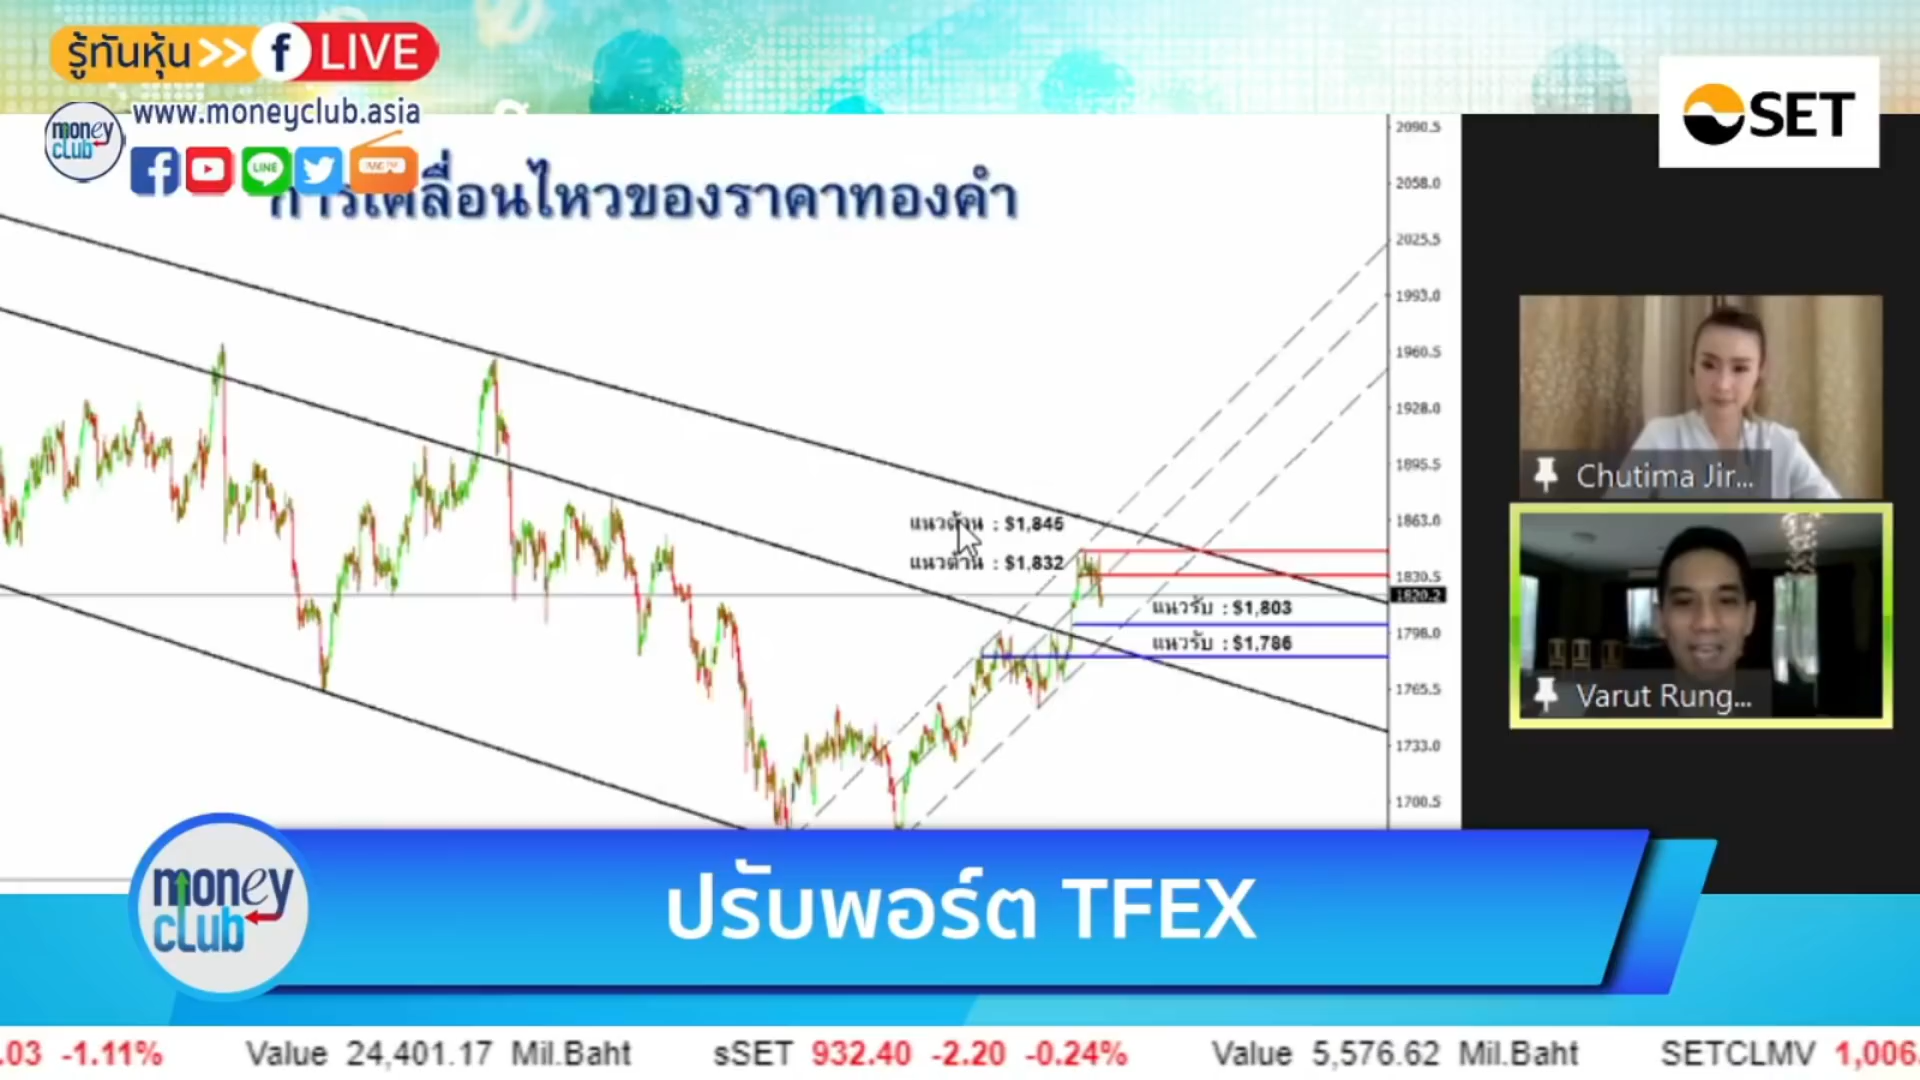 รู้ทันหุ้น >> f LIVE
www.moneyclub.asia
money club
LINE
SET
การเคลื่อนไหวของราคาทองคำ
2090.5
2058.0
2025.5
1993.0
1960.5
1928.0
1895.5
1863.0
1830.5
1820.2
1798.0
1765.5
1733.0
1700.5
แนวต้าน : $1,845
แนวต้าน : $1,832
แนวรับ : $1,803
แนวรับ : $1,786
Chutima Jir...
Varut Rung...
money club
ปรับพอร์ต TFEX
.03 -1.11% Value 24,401.17 Mil.Baht sSET 932.40 -2.20 -0.24% Value 5,576.62 Mil.Baht SETCLMV 1,006.